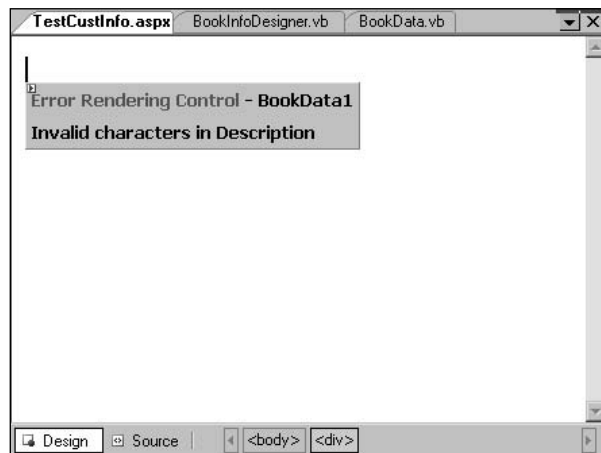 TestCustInfo.aspx BookInfoDesigner.vb BookData.vb
Error Rendering Control - BookData1
Invalid characters in Description
Design Source <body> <div>